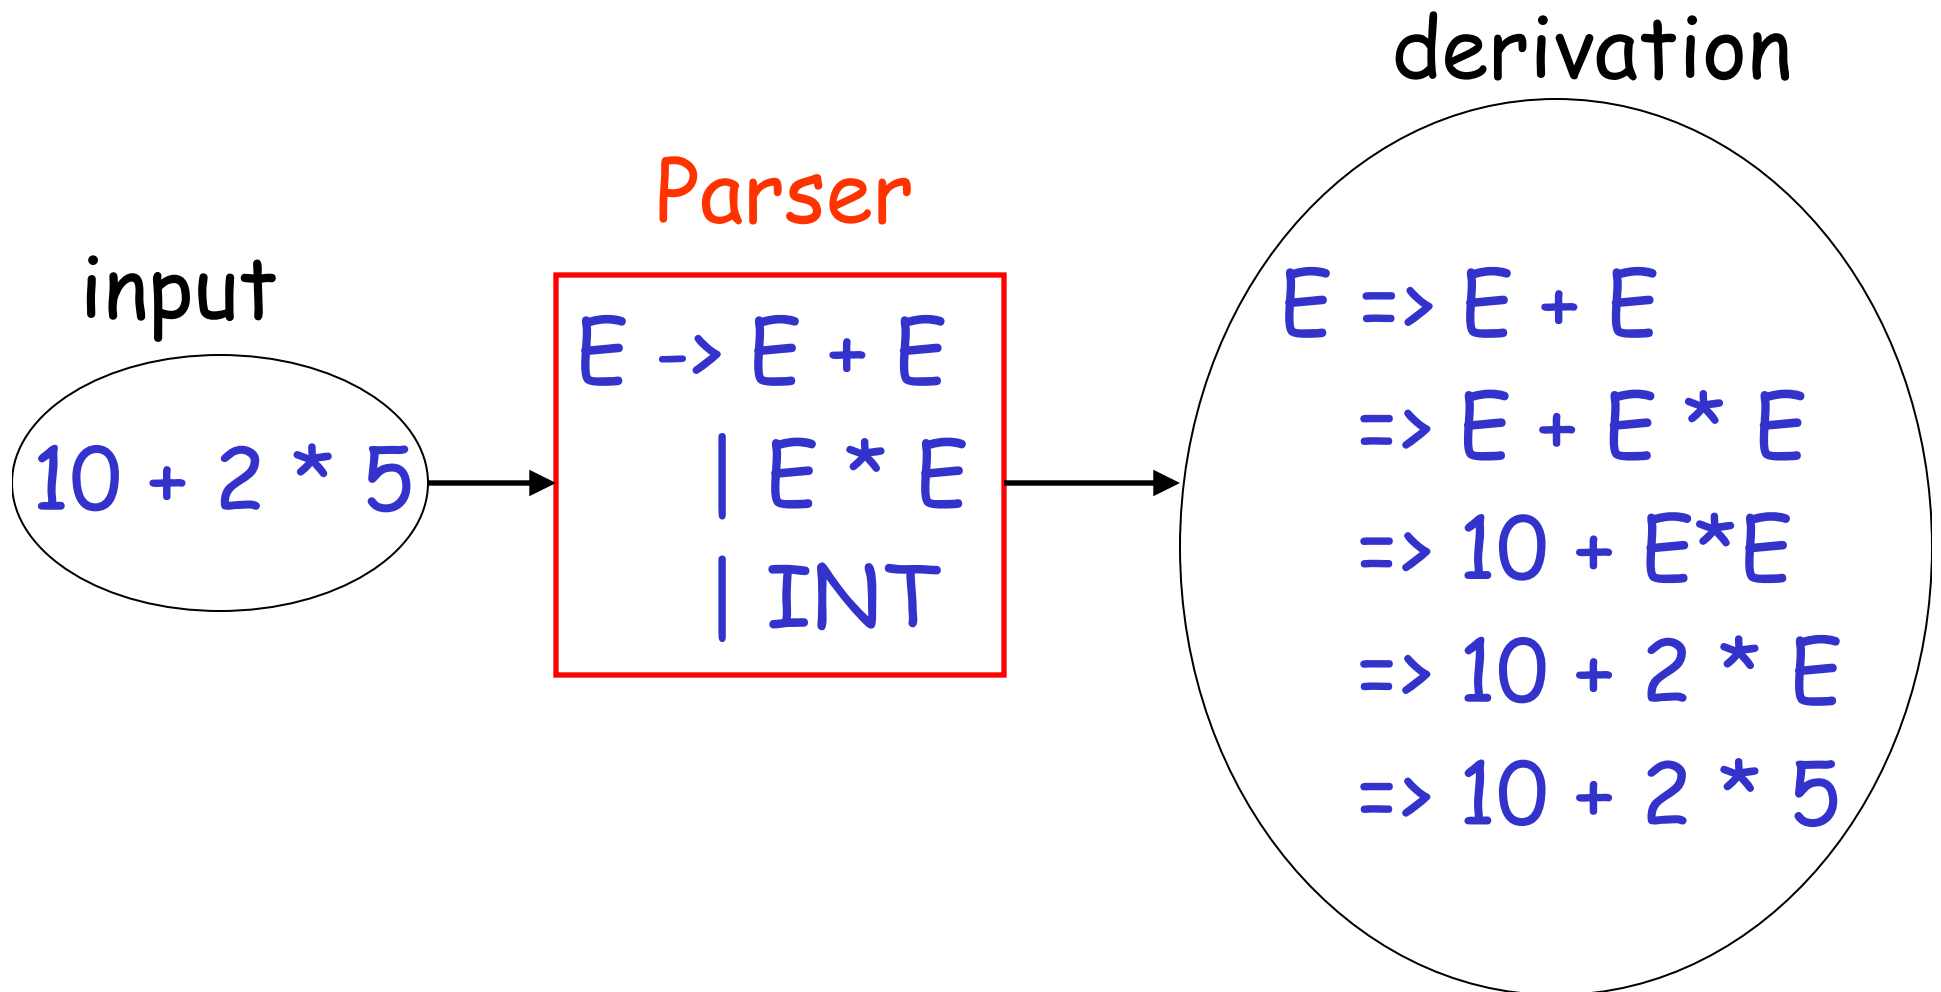 input
10 + 2 * 5
Parser
E -> E + E
| E * E
| INT
derivation
E => E + E
=> E + E * E
=> 10 + E*E
=> 10 + 2 * E
=> 10 + 2 * 5